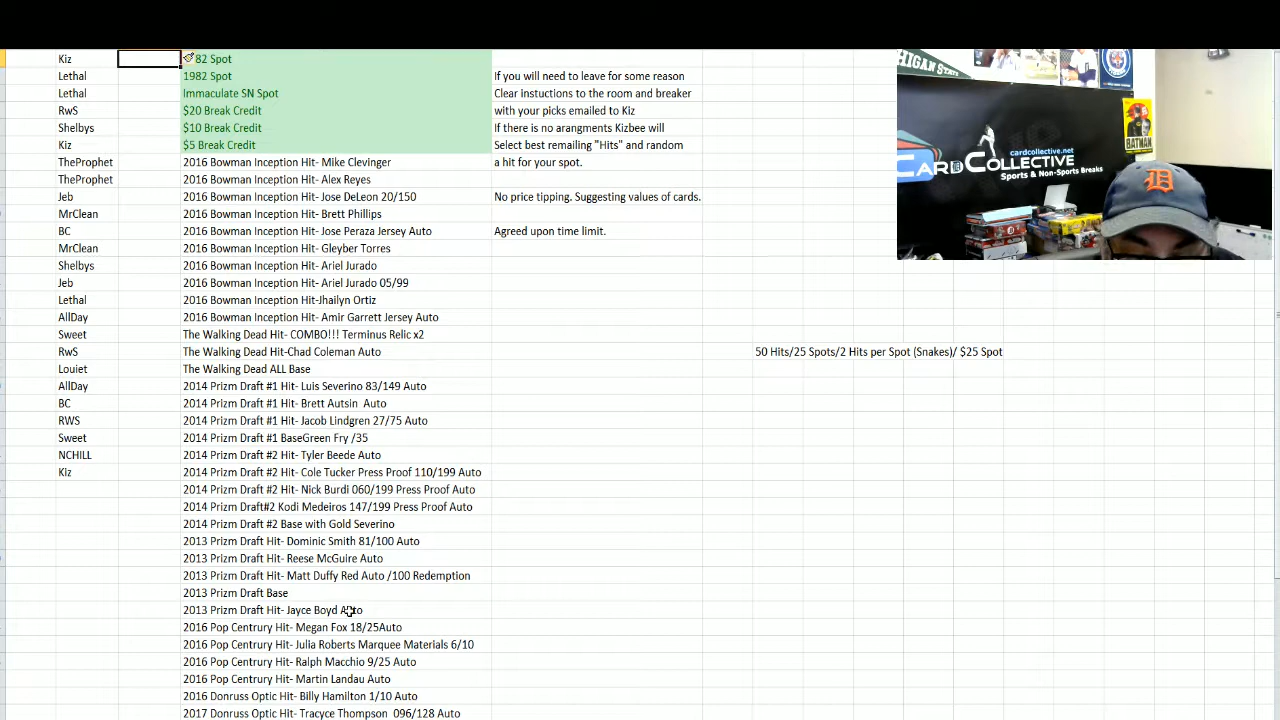 Kiz 82 Spot
Lethal 1982 Spot If you will need to leave for some reason
Lethal Immaculate SN Spot Clear instuctions to the room and breaker
RwS $20 Break Credit with your picks emailed to Kiz
Shelbys $10 Break Credit If there is no arangments Kizbee will
Kiz $5 Break Credit Select best remailing "Hits" and random
TheProphet 2016 Bowman Inception Hit- Mike Clevinger a hit for your spot.
TheProphet 2016 Bowman Inception Hit- Alex Reyes
Jeb 2016 Bowman Inception Hit- Jose DeLeon 20/150 No price tipping. Suggesting values of cards.
MrClean 2016 Bowman Inception Hit- Brett Phillips
BC 2016 Bowman Inception Hit- Jose Peraza Jersey Auto Agreed upon time limit.
MrClean 2016 Bowman Inception Hit- Gleyber Torres
Shelbys 2016 Bowman Inception Hit- Ariel Jurado
Jeb 2016 Bowman Inception Hit- Ariel Jurado 05/99
Lethal 2016 Bowman Inception Hit-Jhailyn Ortiz
AllDay 2016 Bowman Inception Hit- Amir Garrett Jersey Auto
Sweet The Walking Dead Hit- COMBO!!! Terminus Relic x2
RwS The Walking Dead Hit-Chad Coleman Auto 50 Hits/25 Spots/2 Hits per Spot (Snakes)/ $25 Spot
Louiet The Walking Dead ALL Base
AllDay 2014 Prizm Draft #1 Hit- Luis Severino 83/149 Auto
BC 2014 Prizm Draft #1 Hit- Brett Autsin Auto
RWS 2014 Prizm Draft #1 Hit- Jacob Lindgren 27/75 Auto
Sweet 2014 Prizm Draft #1 BaseGreen Fry /35
NCHILL 2014 Prizm Draft #2 Hit- Tyler Beede Auto
Kiz 2014 Prizm Draft #2 Hit- Cole Tucker Press Proof 110/199 Auto
2014 Prizm Draft #2 Hit- Nick Burdi 060/199 Press Proof Auto
2014 Prizm Draft#2 Kodi Medeiros 147/199 Press Proof Auto
2014 Prizm Draft #2 Base with Gold Severino
2013 Prizm Draft Hit- Dominic Smith 81/100 Auto
2013 Prizm Draft Hit- Reese McGuire Auto
2013 Prizm Draft Hit- Matt Duffy Red Auto /100 Redemption
2013 Prizm Draft Base
2013 Prizm Draft Hit- Jayce Boyd Auto
2016 Pop Centrury Hit- Megan Fox 18/25Auto
2016 Pop Centrury Hit- Julia Roberts Marquee Materials 6/10
2016 Pop Centrury Hit- Ralph Macchio 9/25 Auto
2016 Pop Centrury Hit- Martin Landau Auto
2016 Donruss Optic Hit- Billy Hamilton 1/10 Auto
2017 Donruss Optic Hit- Tracyce Thompson 096/128 Auto
HIGAN STATE
BATMAN
cardcollective.net
CARDCOLLECTIVE
Sports & Non-Sports Breaks
D